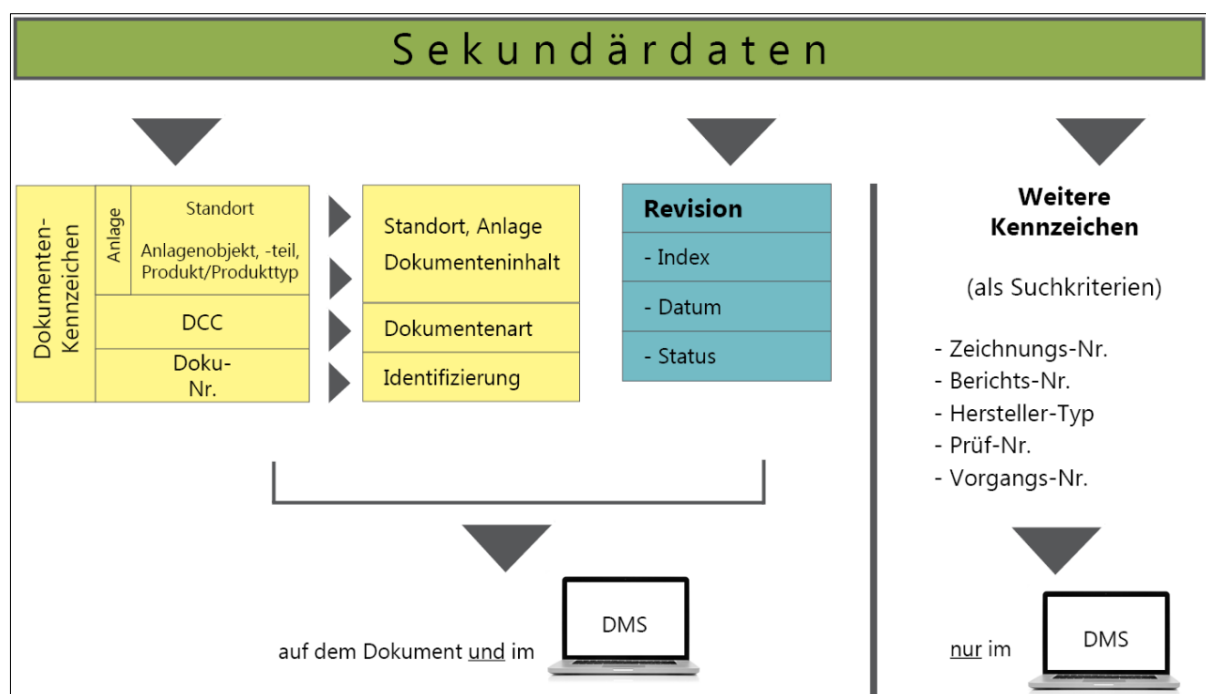 Sekundärdaten
Dokumenten-
Kennzeichen
Anlage
Standort
Anlagenobjekt, -teil,
Produkt/Produkttyp
DCC
Doku-
Nr.
Standort, Anlage
Dokumenteninhalt
Dokumentenart
Identifizierung
Revision
- Index
- Datum
- Status
Weitere
Kennzeichen
(als Suchkriterien)
- Zeichnungs-Nr.
- Berichts-Nr.
- Hersteller-Typ
- Prüf-Nr.
- Vorgangs-Nr.
auf dem Dokument und im
DMS
nur im
DMS